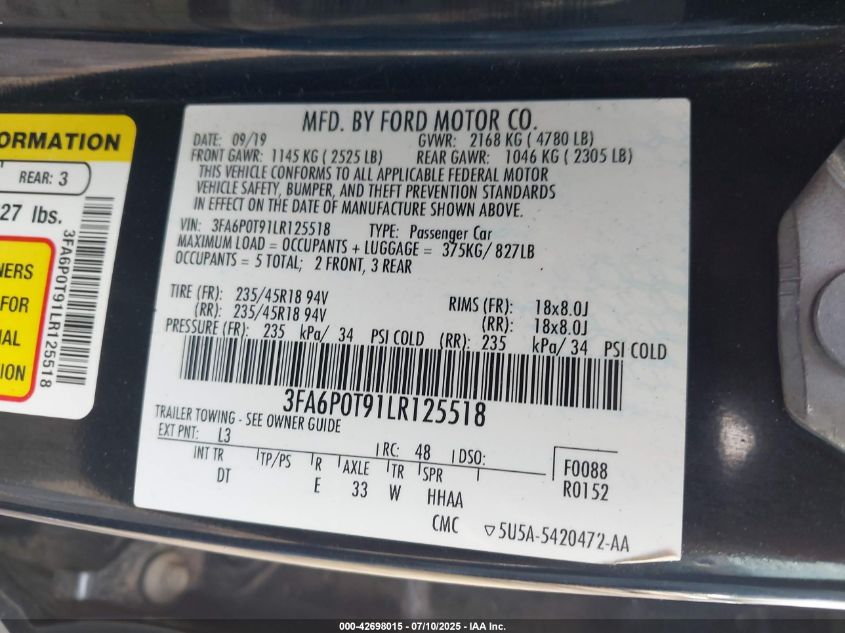 ORMATION
REAR: 3
27 lbs.
NERS
FOR
IAL
ION
3FA6P0T91LR125518
MFD. BY FORD MOTOR CO.
DATE: 09/19 GVWR: 2168 KG ( 4780 LB)
FRONT GAWR: 1145 KG ( 2525 LB) REAR GAWR: 1046 KG ( 2305 LB)
THIS VEHICLE CONFORMS TO ALL APPLICABLE FEDERAL MOTOR
VEHICLE SAFETY, BUMPER, AND THEFT PREVENTION STANDARDS
IN EFFECT ON THE DATE OF MANUFACTURE SHOWN ABOVE.
VIN: 3FA6P0T91LR125518 TYPE: Passenger Car
MAXIMUM LOAD = OCCUPANTS + LUGGAGE = 375KG/ 827LB
OCCUPANTS = 5 TOTAL; 2 FRONT, 3 REAR
TIRE (FR): 235/45R18 94V RIMS (FR): 18x8.0J
(RR): 235/45R18 94V (RR): 18x8.0J
PRESSURE (FR): 235 kPa/ 34 PSI COLD (RR): 235 kPa/ 34 PSI COLD
3FA6P0T91LR125518
TRAILER TOWING - SEE OWNER GUIDE
EXT PNT: L3 RC: 48 DSO:
INT TR TP/PS R AXLE TR SPR F0088
DT E 33 W HHAA R0152
CMC 5U5A-5420472-AA
000-42698015 - 07/10/2025 - IAA Inc.